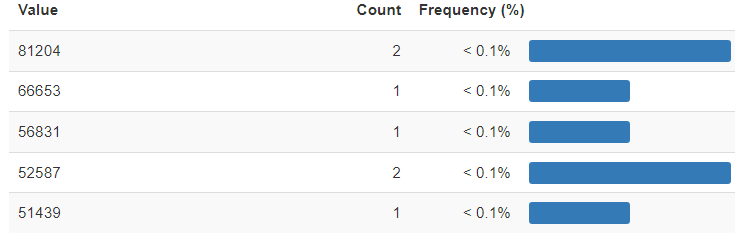 Value Count Frequency (%)
81204 2 < 0.1%
66653 1 < 0.1%
56831 1 < 0.1%
52587 2 < 0.1%
51439 1 < 0.1%